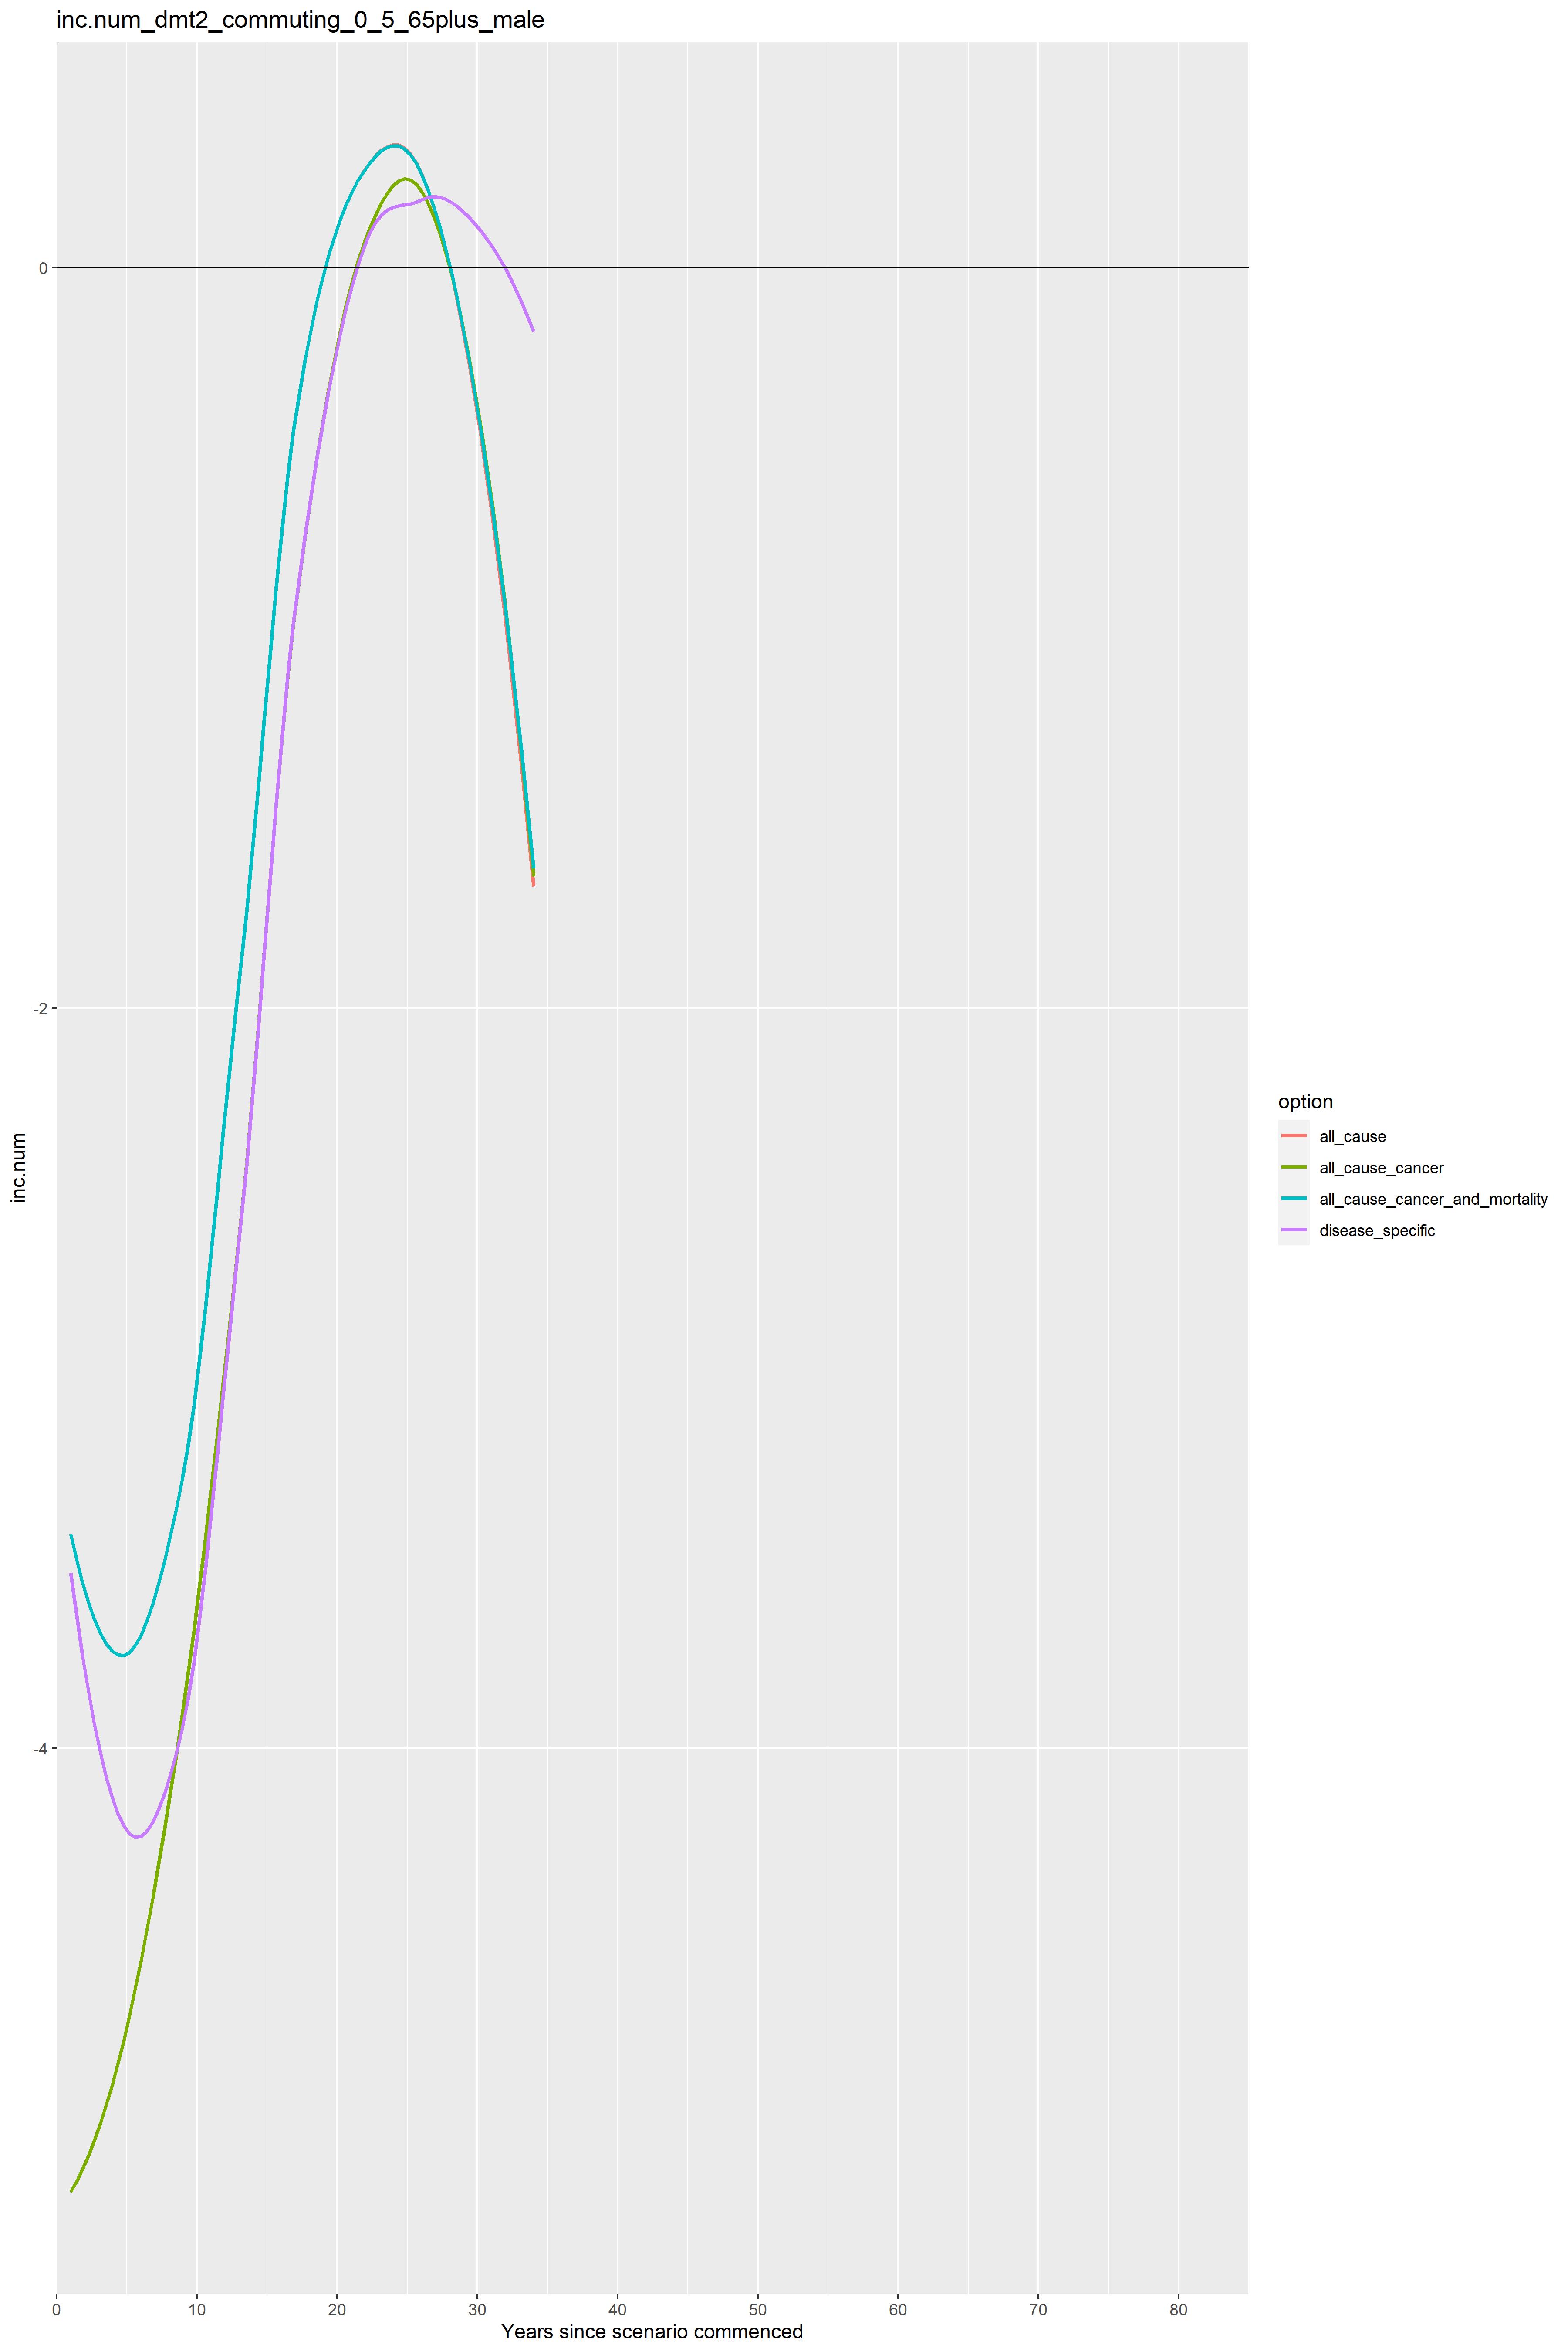 inc.num_dmt2_commuting_0_5_65plus_male
0
-2
-4
inc.num
0 10 20 30 40 50 60 70 80
Years since scenario commenced
option
all_cause
all_cause_cancer
all_cause_cancer_and_mortality
disease_specific